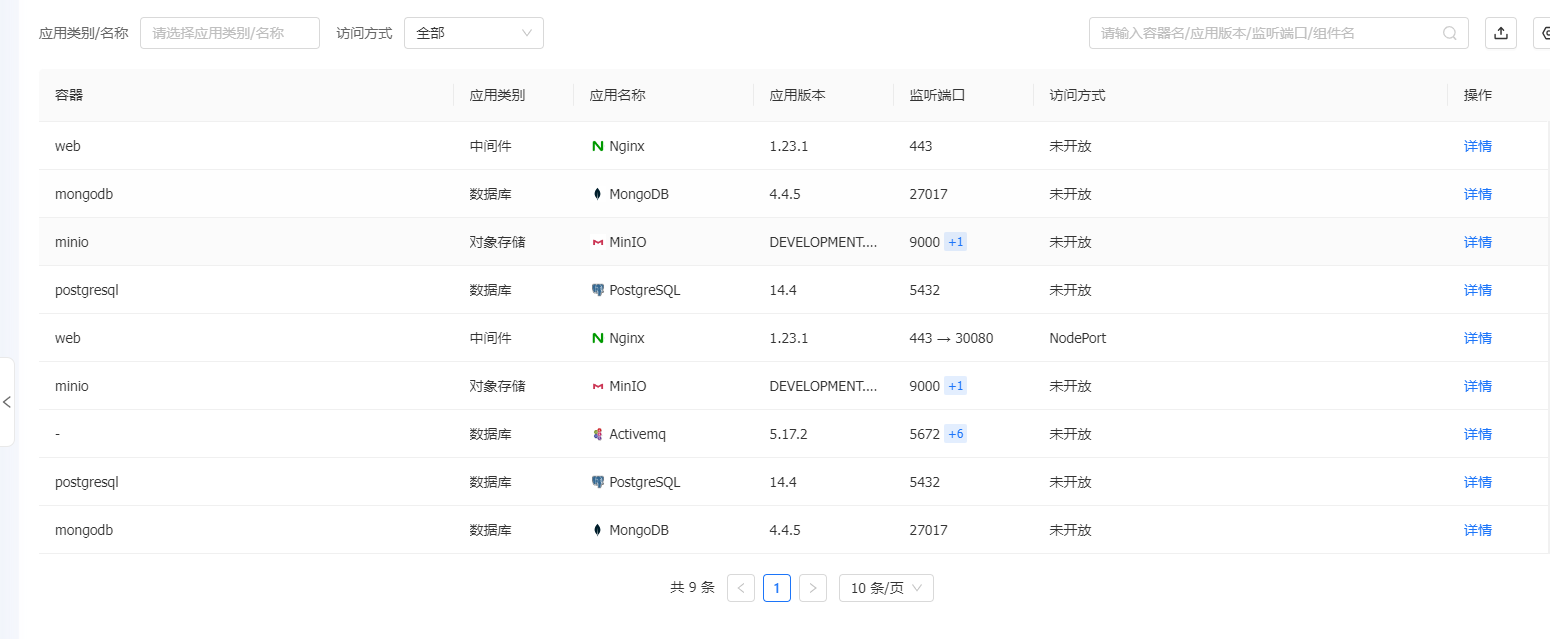 应用类别/名称 请选择应用类别/名称 访问方式 全部 请输入容器名/应用版本/监听端口/组件名
容器 应用类别 应用名称 应用版本 监听端口 访问方式 操作
web 中间件 Nginx 1.23.1 443 未开放 详情
mongodb 数据库 MongoDB 4.4.5 27017 未开放 详情
minio 对象存储 MinIO DEVELOPMENT.... 9000 +1 未开放 详情
postgresql 数据库 PostgreSQL 14.4 5432 未开放 详情
web 中间件 Nginx 1.23.1 443 → 30080 NodePort 详情
minio 对象存储 MinIO DEVELOPMENT.... 9000 +1 未开放 详情
- 数据库 Activemq 5.17.2 5672 +6 未开放 详情
postgresql 数据库 PostgreSQL 14.4 5432 未开放 详情
mongodb 数据库 MongoDB 4.4.5 27017 未开放 详情
共 9 条 < 1 > 10 条/页